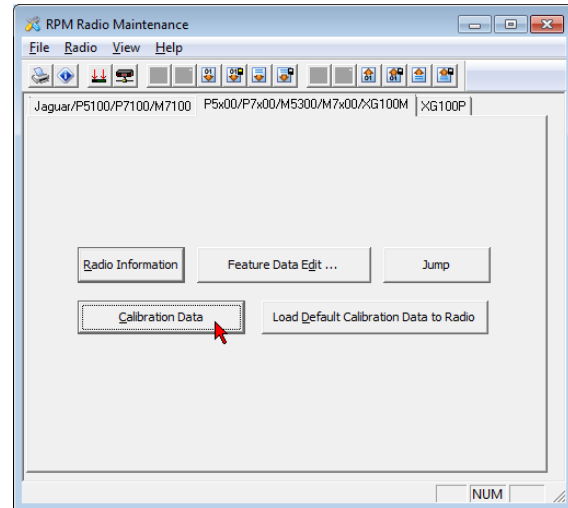 RPM Radio Maintenance
File Radio View Help
Jaguar/P5100/P7100/M7100 P5x00/P7x00/M5300/M7x00/XG100M XG100P
Radio Information Feature Data Edit ... Jump
Calibration Data Load Default Calibration Data to Radio
NUM